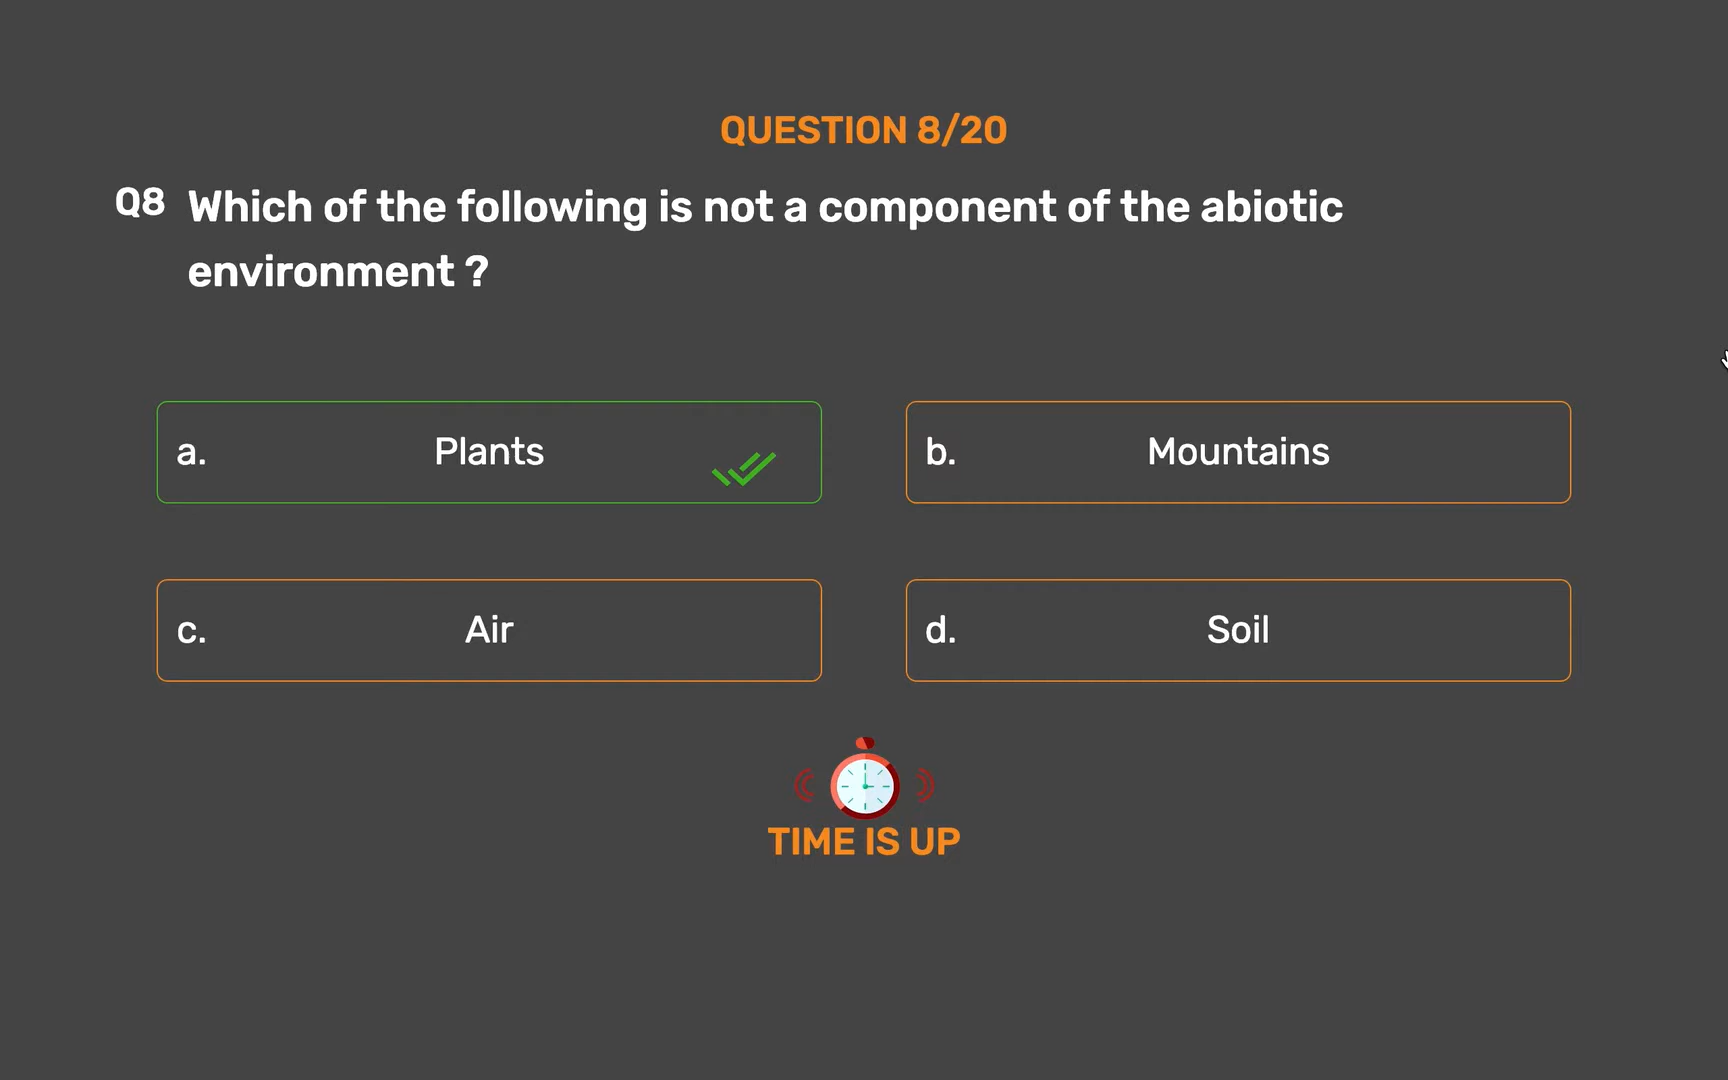 QUESTION 8/20
Q8 Which of the following is not a component of the abiotic
environment ?
a. Plants
b. Mountains
c. Air
d. Soil
TIME IS UP